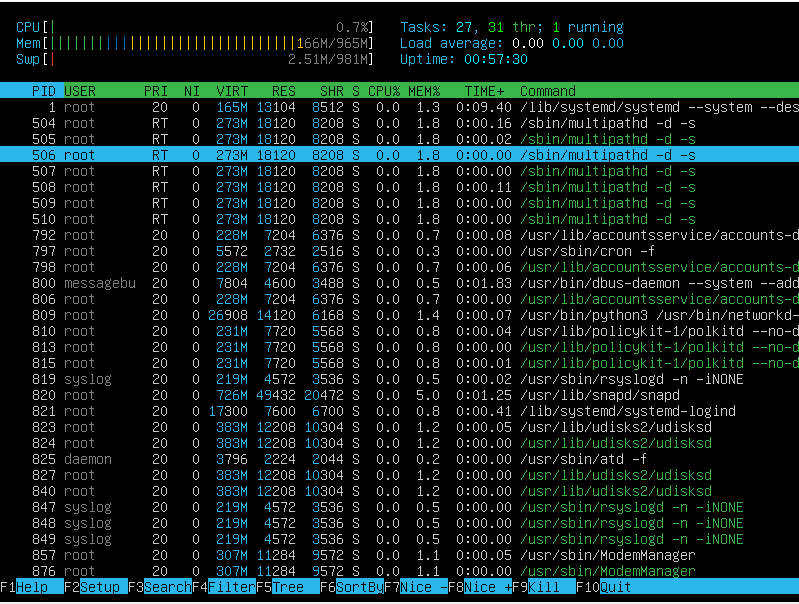 CPU[| 0.7%] Tasks: 27, 31 thr; 1 running
Mem[||||||||||||||||||||||||||||||||166M/965M] Load average: 0.00 0.00 0.00
Swp[| 2.51M/981M] Uptime: 00:57:30
PID USER PRI NI VIRT RES SHR S CPU% MEM% TIME+ Command
1 root 20 0 165M 13104 8512 S 0.0 1.3 0:09.40 /lib/systemd/systemd --system --des
504 root RT 0 273M 18120 8208 S 0.0 1.8 0:00.16 /sbin/multipathd -d -s
505 root RT 0 273M 18120 8208 S 0.0 1.8 0:00.02 /sbin/multipathd -d -s
506 root RT 0 273M 18120 8208 S 0.0 1.8 0:00.00 /sbin/multipathd -d -s
507 root RT 0 273M 18120 8208 S 0.0 1.8 0:00.00 /sbin/multipathd -d -s
508 root RT 0 273M 18120 8208 S 0.0 1.8 0:00.11 /sbin/multipathd -d -s
509 root RT 0 273M 18120 8208 S 0.0 1.8 0:00.00 /sbin/multipathd -d -s
510 root RT 0 273M 18120 8208 S 0.0 1.8 0:00.00 /sbin/multipathd -d -s
792 root 20 0 228M 7204 6376 S 0.0 0.7 0:00.08 /usr/lib/accountsservice/accounts-d
797 root 20 0 5572 2732 2516 S 0.0 0.3 0:00.00 /usr/sbin/cron -f
798 root 20 0 228M 7204 6376 S 0.0 0.7 0:00.06 /usr/lib/accountsservice/accounts-d
800 messagebu 20 0 7804 4600 3488 S 0.0 0.5 0:01.83 /usr/bin/dbus-daemon --system --add
806 root 20 0 228M 7204 6376 S 0.0 0.7 0:00.00 /usr/lib/accountsservice/accounts-d
809 root 20 0 26908 14120 6168 S 0.0 1.4 0:00.07 /usr/bin/python3 /usr/bin/networkd-
810 root 20 0 231M 7720 5568 S 0.0 0.8 0:00.04 /usr/lib/policykit-1/polkitd --no-d
813 root 20 0 231M 7720 5568 S 0.0 0.8 0:00.00 /usr/lib/policykit-1/polkitd --no-d
815 root 20 0 231M 7720 5568 S 0.0 0.8 0:00.01 /usr/lib/policykit-1/polkitd --no-d
819 syslog 20 0 219M 4572 3536 S 0.0 0.5 0:00.02 /usr/sbin/rsyslogd -n -iNONE
820 root 20 0 726M 49432 20472 S 0.0 5.0 0:01.25 /usr/lib/snapd/snapd
821 root 20 0 17300 7600 6700 S 0.0 0.8 0:00.41 /lib/systemd/systemd-logind
823 root 20 0 383M 12208 10304 S 0.0 1.2 0:00.05 /usr/lib/udisks2/udisksd
824 root 20 0 383M 12208 10304 S 0.0 1.2 0:00.00 /usr/lib/udisks2/udisksd
825 daemon 20 0 3796 2224 2044 S 0.0 0.2 0:00.00 /usr/sbin/atd -f
827 root 20 0 383M 12208 10304 S 0.0 1.2 0:00.00 /usr/lib/udisks2/udisksd
840 root 20 0 383M 12208 10304 S 0.0 1.2 0:00.00 /usr/lib/udisks2/udisksd
847 syslog 20 0 219M 4572 3536 S 0.0 0.5 0:00.00 /usr/sbin/rsyslogd -n -iNONE
848 syslog 20 0 219M 4572 3536 S 0.0 0.5 0:00.00 /usr/sbin/rsyslogd -n -iNONE
849 syslog 20 0 219M 4572 3536 S 0.0 0.5 0:00.00 /usr/sbin/rsyslogd -n -iNONE
857 root 20 0 307M 11284 9572 S 0.0 1.1 0:00.05 /usr/sbin/ModemManager
876 root 20 0 307M 11284 9572 S 0.0 1.1 0:00.00 /usr/sbin/ModemManager
F1Help F2Setup F3SearchF4FilterF5Tree F6SortByF7Nice -F8Nice +F9Kill F10Quit